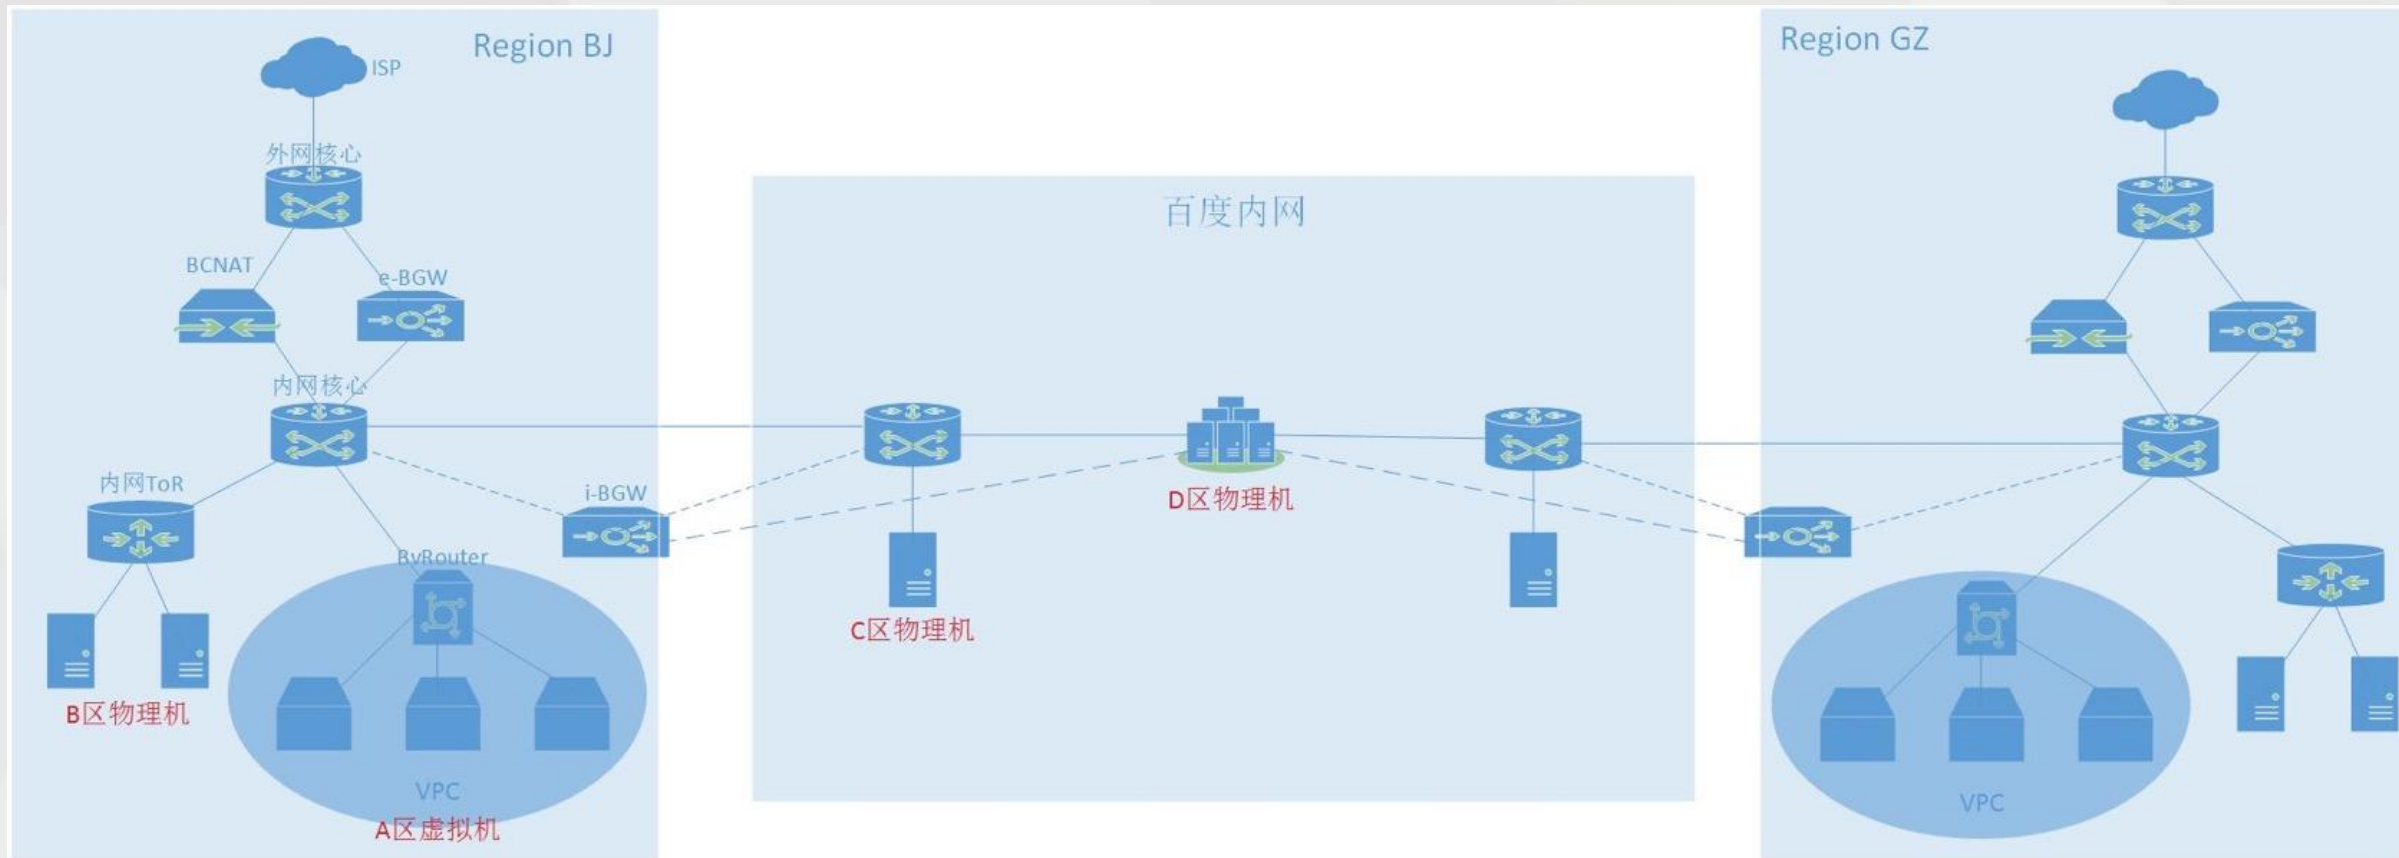 Region BJ
Region GZ
ISP
外网核心
百度内网
BCNAT
e-BGW
内网核心
内网ToR
i-BGW
D区物理机
BvRouter
C区物理机
B区物理机
VPC
A区虚拟机
VPC